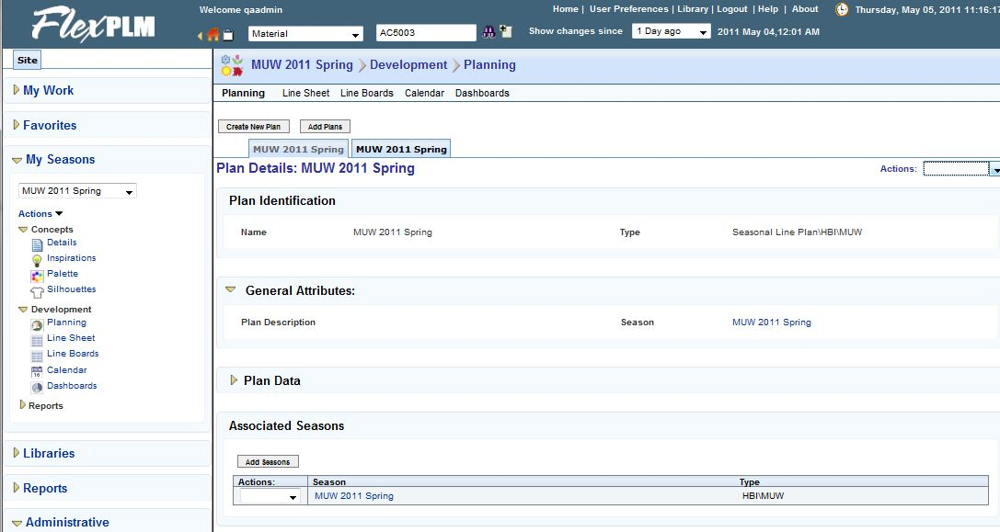 FlexPLM
Welcome qaadmin
Home | User Preferences | Library | Logout | Help | About
Thursday, May 05, 2011 11:16:17
Material
AC5003
Show changes since 1 Day ago 2011 May 04,12:01 AM
Site
My Work
Favorites
My Seasons
MUW 2011 Spring
Actions
Concepts
Details
Inspirations
Palette
Silhouettes
Development
Planning
Line Sheet
Line Boards
Calendar
Dashboards
Reports
Libraries
Reports
Administrative
MUW 2011 Spring Development Planning
Planning Line Sheet Line Boards Calendar Dashboards
Create New Plan Add Plans
MUW 2011 Spring MUW 2011 Spring
Plan Details: MUW 2011 Spring Actions:
Plan Identification
Name MUW 2011 Spring Type Seasonal Line Plan\HBI\MUW
General Attributes:
Plan Description Season MUW 2011 Spring
Plan Data
Associated Seasons
Add Seasons
Actions: Season Type
MUW 2011 Spring HBI\MUW